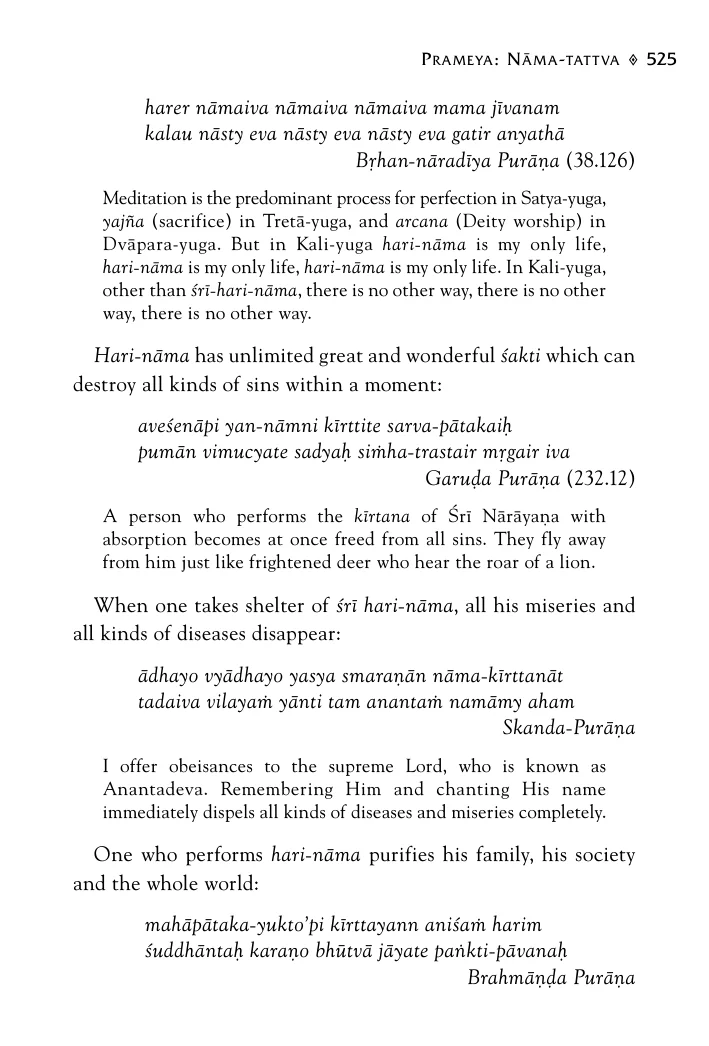 PRAMEYA: NĀMA-TATTVA ◈ 525
harer nāmaiva nāmaiva nāmaiva mama jīvanam
kalau nāsty eva nāsty eva nāsty eva gatir anyathā
Bṛhan-nāradīya Purāṇa (38.126)
Meditation is the predominant process for perfection in Satya-yuga,
yajña (sacrifice) in Tretā-yuga, and arcana (Deity worship) in
Dvāpara-yuga. But in Kali-yuga hari-nāma is my only life,
hari-nāma is my only life, hari-nāma is my only life. In Kali-yuga,
other than śrī-hari-nāma, there is no other way, there is no other
way, there is no other way.
Hari-nāma has unlimited great and wonderful śakti which can
destroy all kinds of sins within a moment:
aveśenāpi yan-nāmni kīrttite sarva-pātakaiḥ
pumān vimucyate sadyaḥ siṁha-trastair mṛgair iva
Garuḍa Purāṇa (232.12)
A person who performs the kīrtana of Śrī Nārāyaṇa with
absorption becomes at once freed from all sins. They fly away
from him just like frightened deer who hear the roar of a lion.
When one takes shelter of śrī hari-nāma, all his miseries and
all kinds of diseases disappear:
ādhayo vyādhayo yasya smaraṇān nāma-kīrttanāt
tadaiva vilayaṁ yānti tam anantaṁ namāmy aham
Skanda-Purāṇa
I offer obeisances to the supreme Lord, who is known as
Anantadeva. Remembering Him and chanting His name
immediately dispels all kinds of diseases and miseries completely.
One who performs hari-nāma purifies his family, his society
and the whole world:
mahāpātaka-yukto’pi kīrttayann aniśaṁ harim
śuddhāntaḥ karaṇo bhūtvā jāyate paṅkti-pāvanaḥ
Brahmāṇḍa Purāṇa